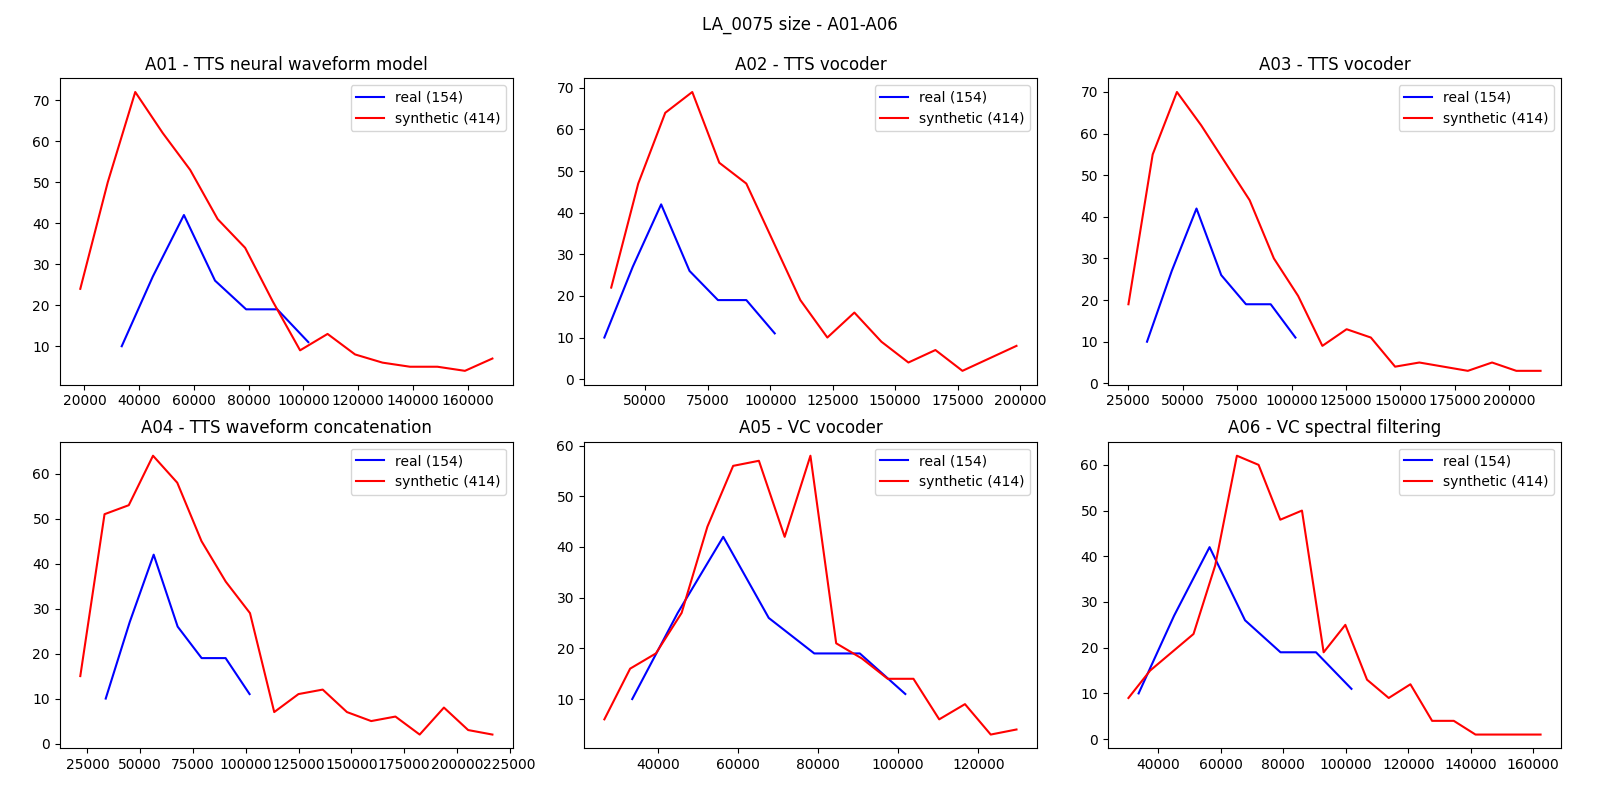 LA_0075 size - A01-A06
A01 - TTS neural waveform model
real (154)
synthetic (414)
70
60
50
40
30
20
10
20000 40000 60000 80000 100000 120000 140000 160000
A02 - TTS vocoder
real (154)
synthetic (414)
70
60
50
40
30
20
10
0
50000 75000 100000 125000 150000 175000 200000
A03 - TTS vocoder
real (154)
synthetic (414)
70
60
50
40
30
20
10
0
25000 50000 75000 100000 125000 150000 175000 200000
A04 - TTS waveform concatenation
real (154)
synthetic (414)
60
50
40
30
20
10
0
25000 50000 75000 100000 125000 150000 175000 200000 225000
A05 - VC vocoder
real (154)
synthetic (414)
60
50
40
30
20
10
40000 60000 80000 100000 120000
A06 - VC spectral filtering
real (154)
synthetic (414)
60
50
40
30
20
10
0
40000 60000 80000 100000 120000 140000 160000